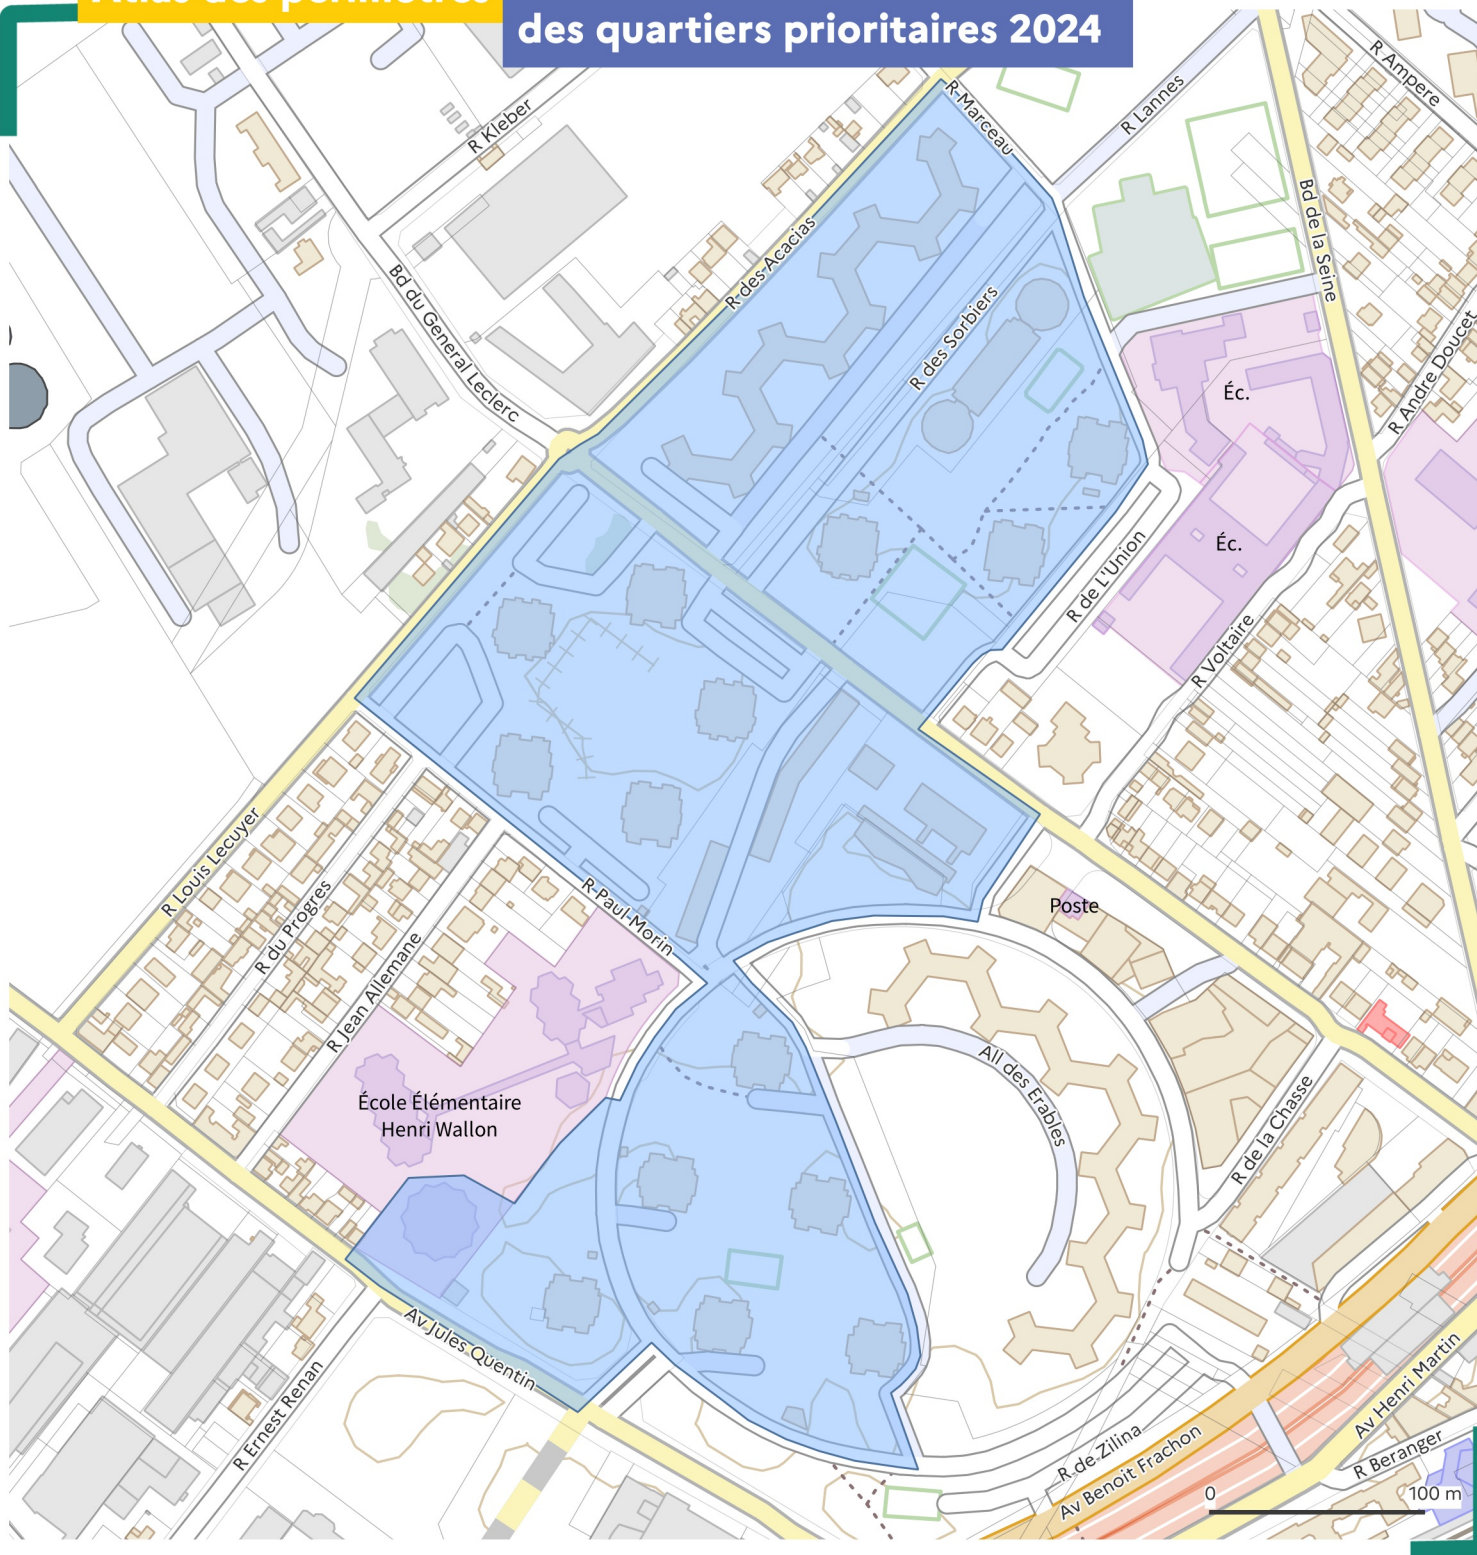 Atlas des périmètres
des quartiers prioritaires 2024
R Ampere
R Marceau
R Lannes
R Kleber
Bd de la Seine
R des Acacias
Bd du General Leclerc
R des Sorbiers
R Andre Doucet
Éc.
Éc.
R de L'Union
R Voltaire
R Louis Lecuyer
R du Progres
R Paul Morin
Poste
R Jean Allemane
All des Erables
École Élémentaire
Henri Wallon
R de la Chasse
Av Jules Quentin
R Ernest Renan
Av Henri Martin
R de Zilina
Av Benoit Frachon
R Beranger
0
100 m